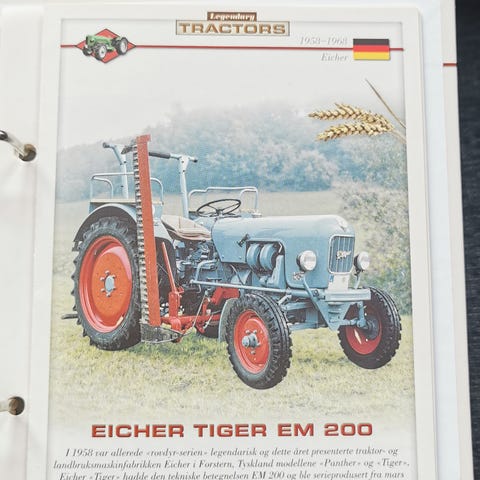 Legendary
TRACTORS
1958–1968
Eicher
EICHER TIGER EM 200
I 1958 var allerede «rovdyr-serien» legendarisk og dette året presenterte traktor- og
landbruksmaskinfabrikken Eicher i Forstern, Tyskland modellene «Panther» og «Tiger».
Eicher «Tiger» hadde den tekniske betegnelsen EM 200 og ble serieprodusert fra mars